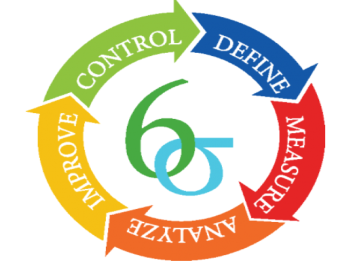 DEFINE
MEASURE
ANALYZE
IMPROVE
CONTROL
6σ